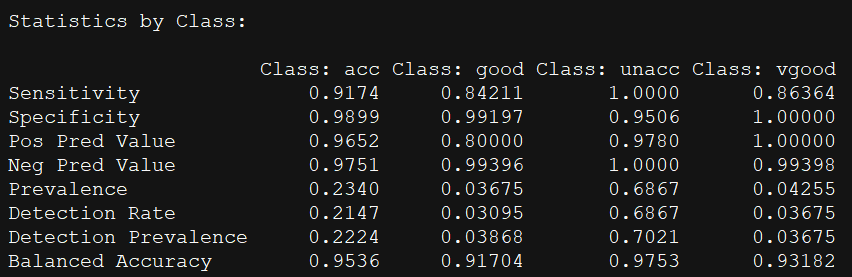 Statistics by Class:

                     Class: acc Class: good Class: unacc Class: vgood
Sensitivity              0.9174     0.84211       1.0000      0.86364
Specificity              0.9899     0.99197       0.9506      1.00000
Pos Pred Value           0.9652     0.80000       0.9780      1.00000
Neg Pred Value           0.9751     0.99396       1.0000      0.99398
Prevalence               0.2340     0.03675       0.6867      0.04255
Detection Rate           0.2147     0.03095       0.6867      0.03675
Detection Prevalence     0.2224     0.03868       0.7021      0.03675
Balanced Accuracy        0.9536     0.91704       0.9753      0.93182